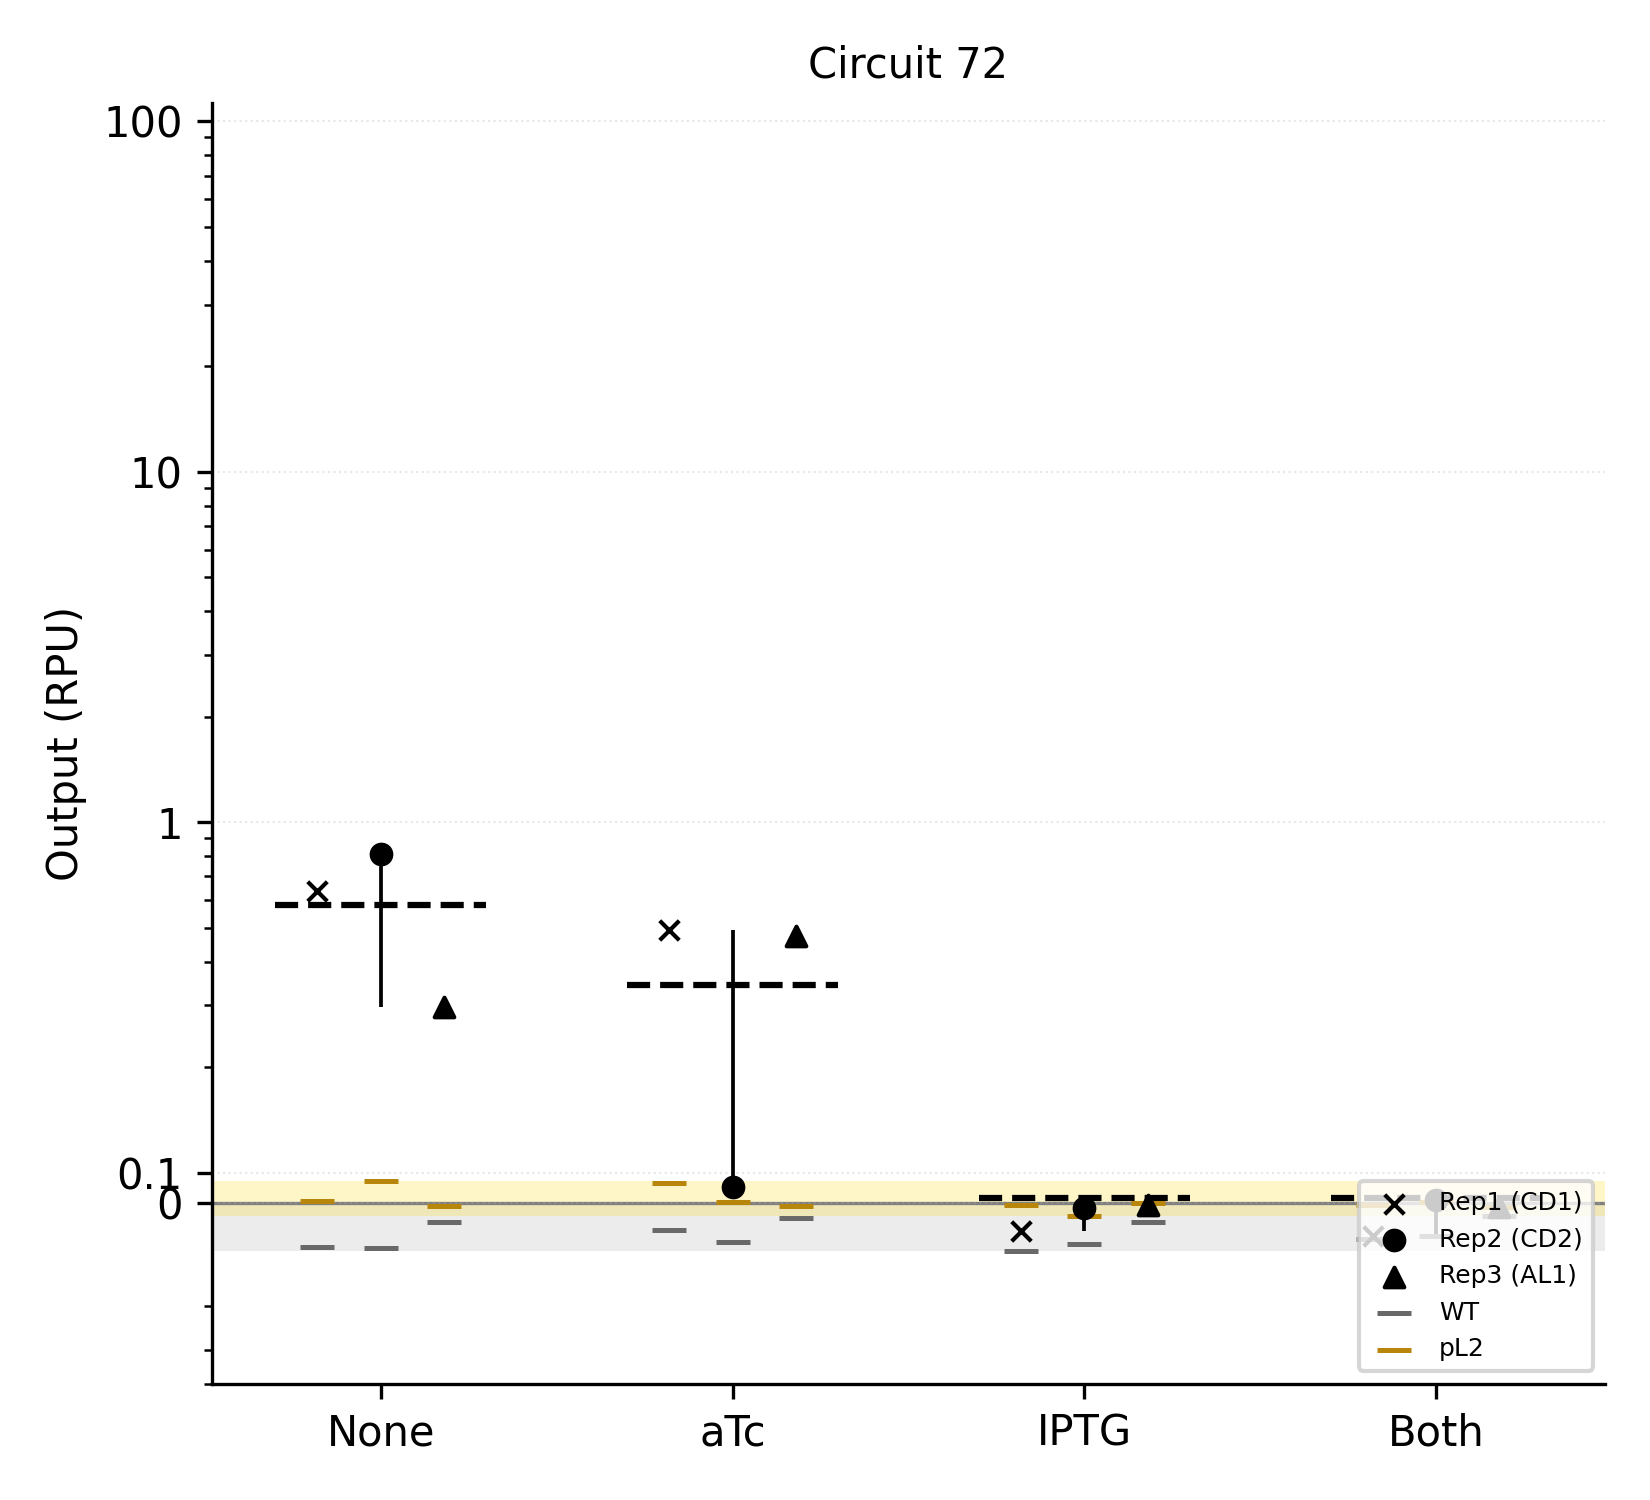 Circuit 72
Output (RPU)
100
10
1
0.1
0
None
aTc
IPTG
Both
Rep1 (CD1)
Rep2 (CD2)
Rep3 (AL1)
WT
pL2